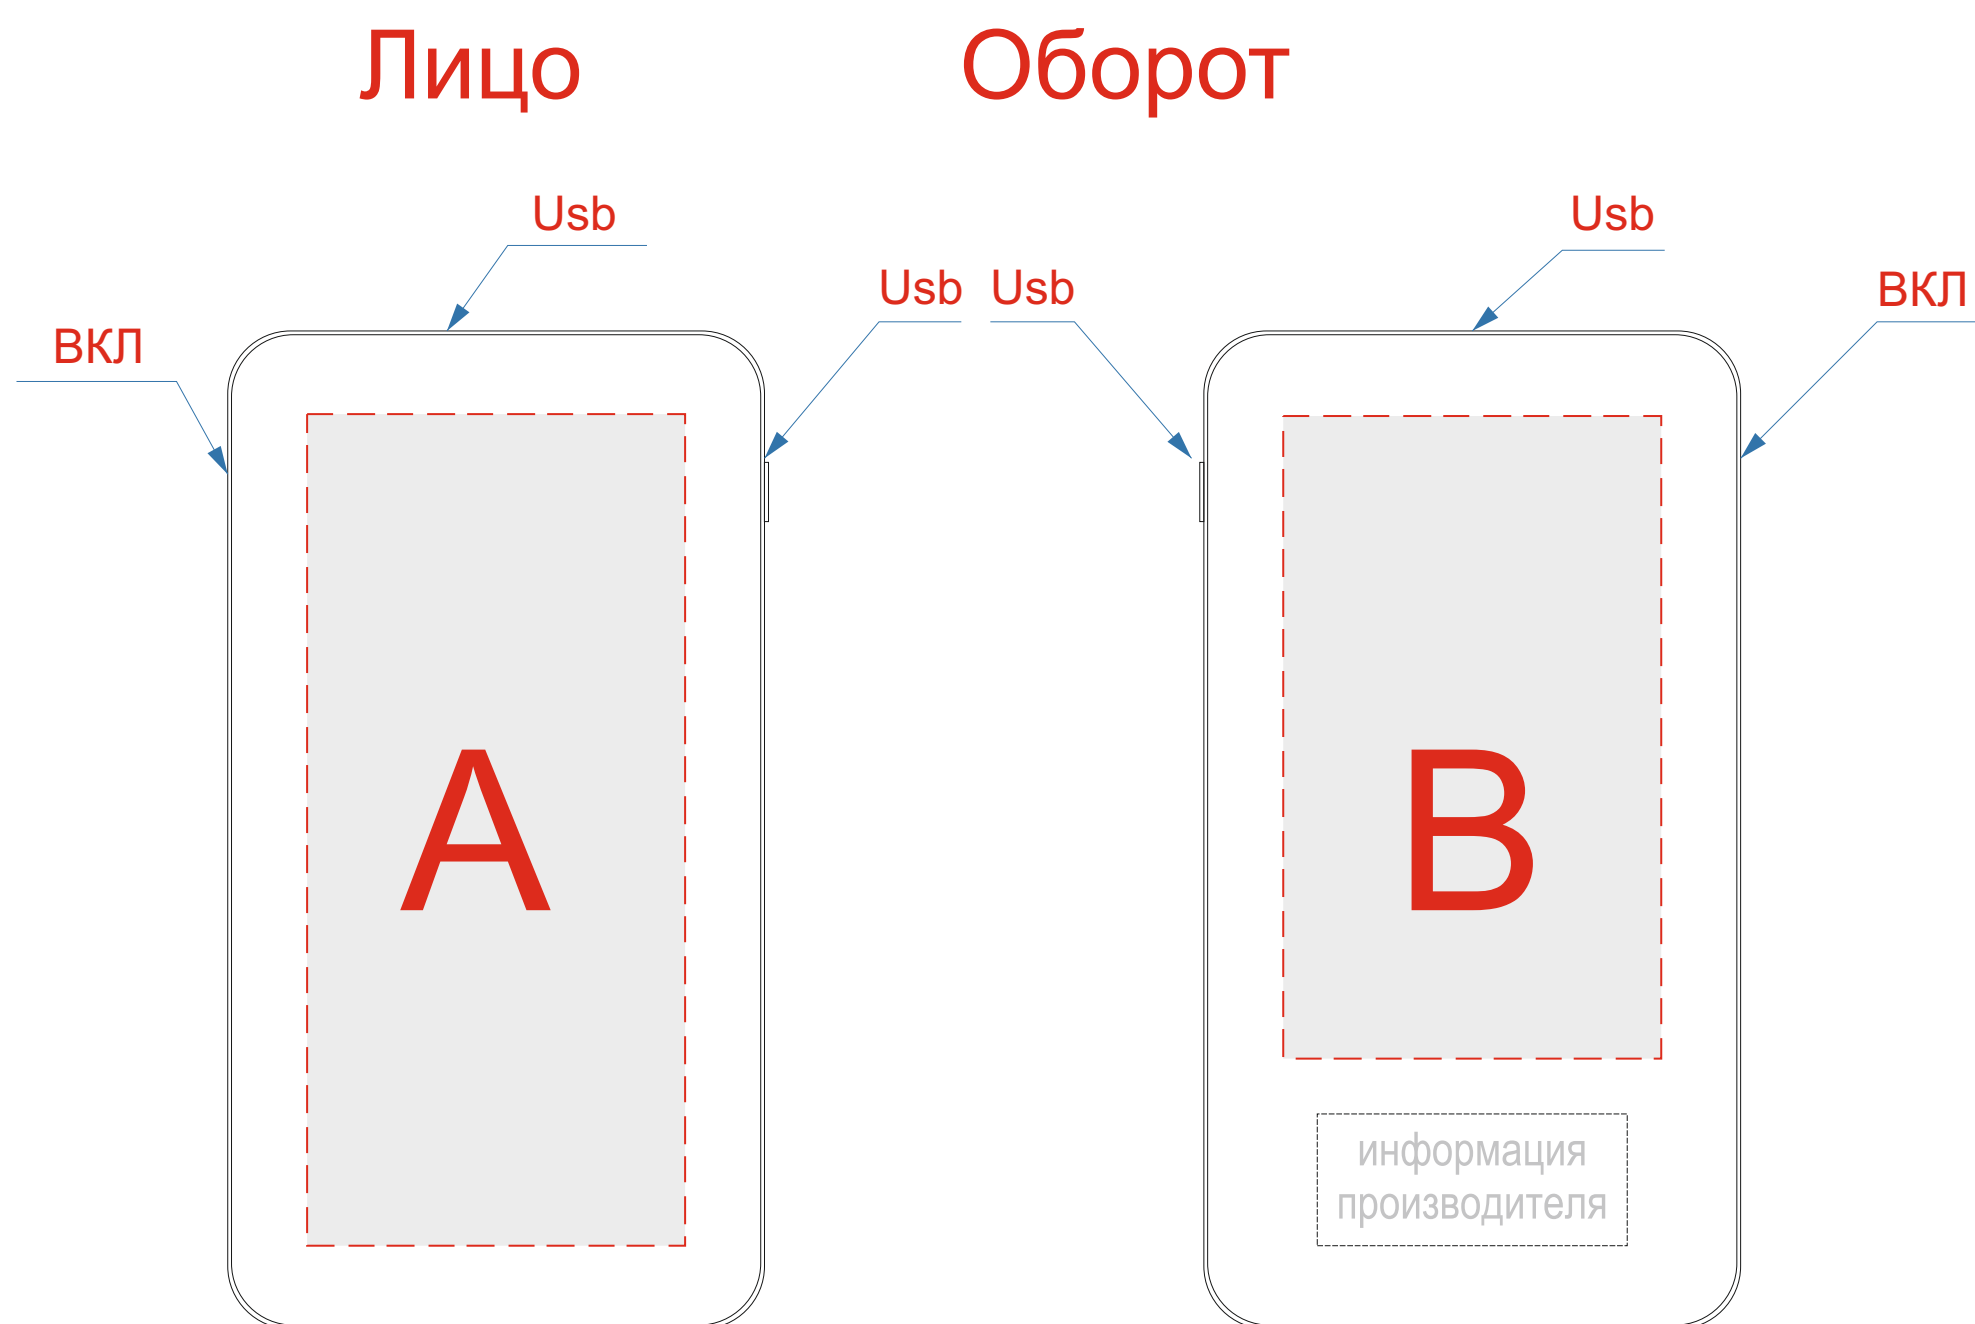 Лицо
Оборот
Usb
Usb
Usb
Usb
ВКЛ
ВКЛ
A
B
информация
производителя